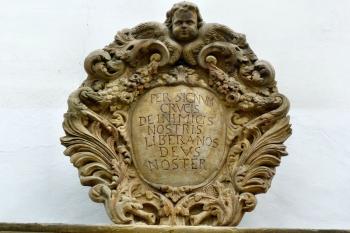 PER SIGNVM
CRVCIS
DE INIMICIS
NOSTRIS
LIBERA NOS
DEVS
NOSTER